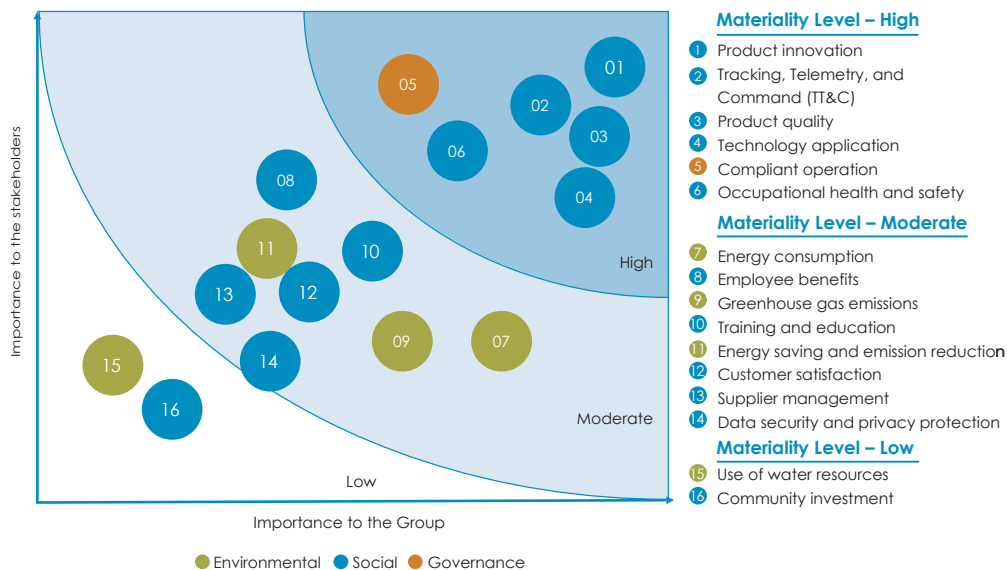 Importance to the stakeholders
01
02
03
04
05
06
07
08
09
10
11
12
13
14
15
16
High
Moderate
Low
Importance to the Group
Environmental Social Governance
Materiality Level – High
1 Product innovation
2 Tracking, Telemetry, and
Command (TT&C)
3 Product quality
4 Technology application
5 Compliant operation
6 Occupational health and safety
Materiality Level – Moderate
7 Energy consumption
8 Employee benefits
9 Greenhouse gas emissions
10 Training and education
11 Energy saving and emission reduction
12 Customer satisfaction
13 Supplier management
14 Data security and privacy protection
Materiality Level – Low
15 Use of water resources
16 Community investment